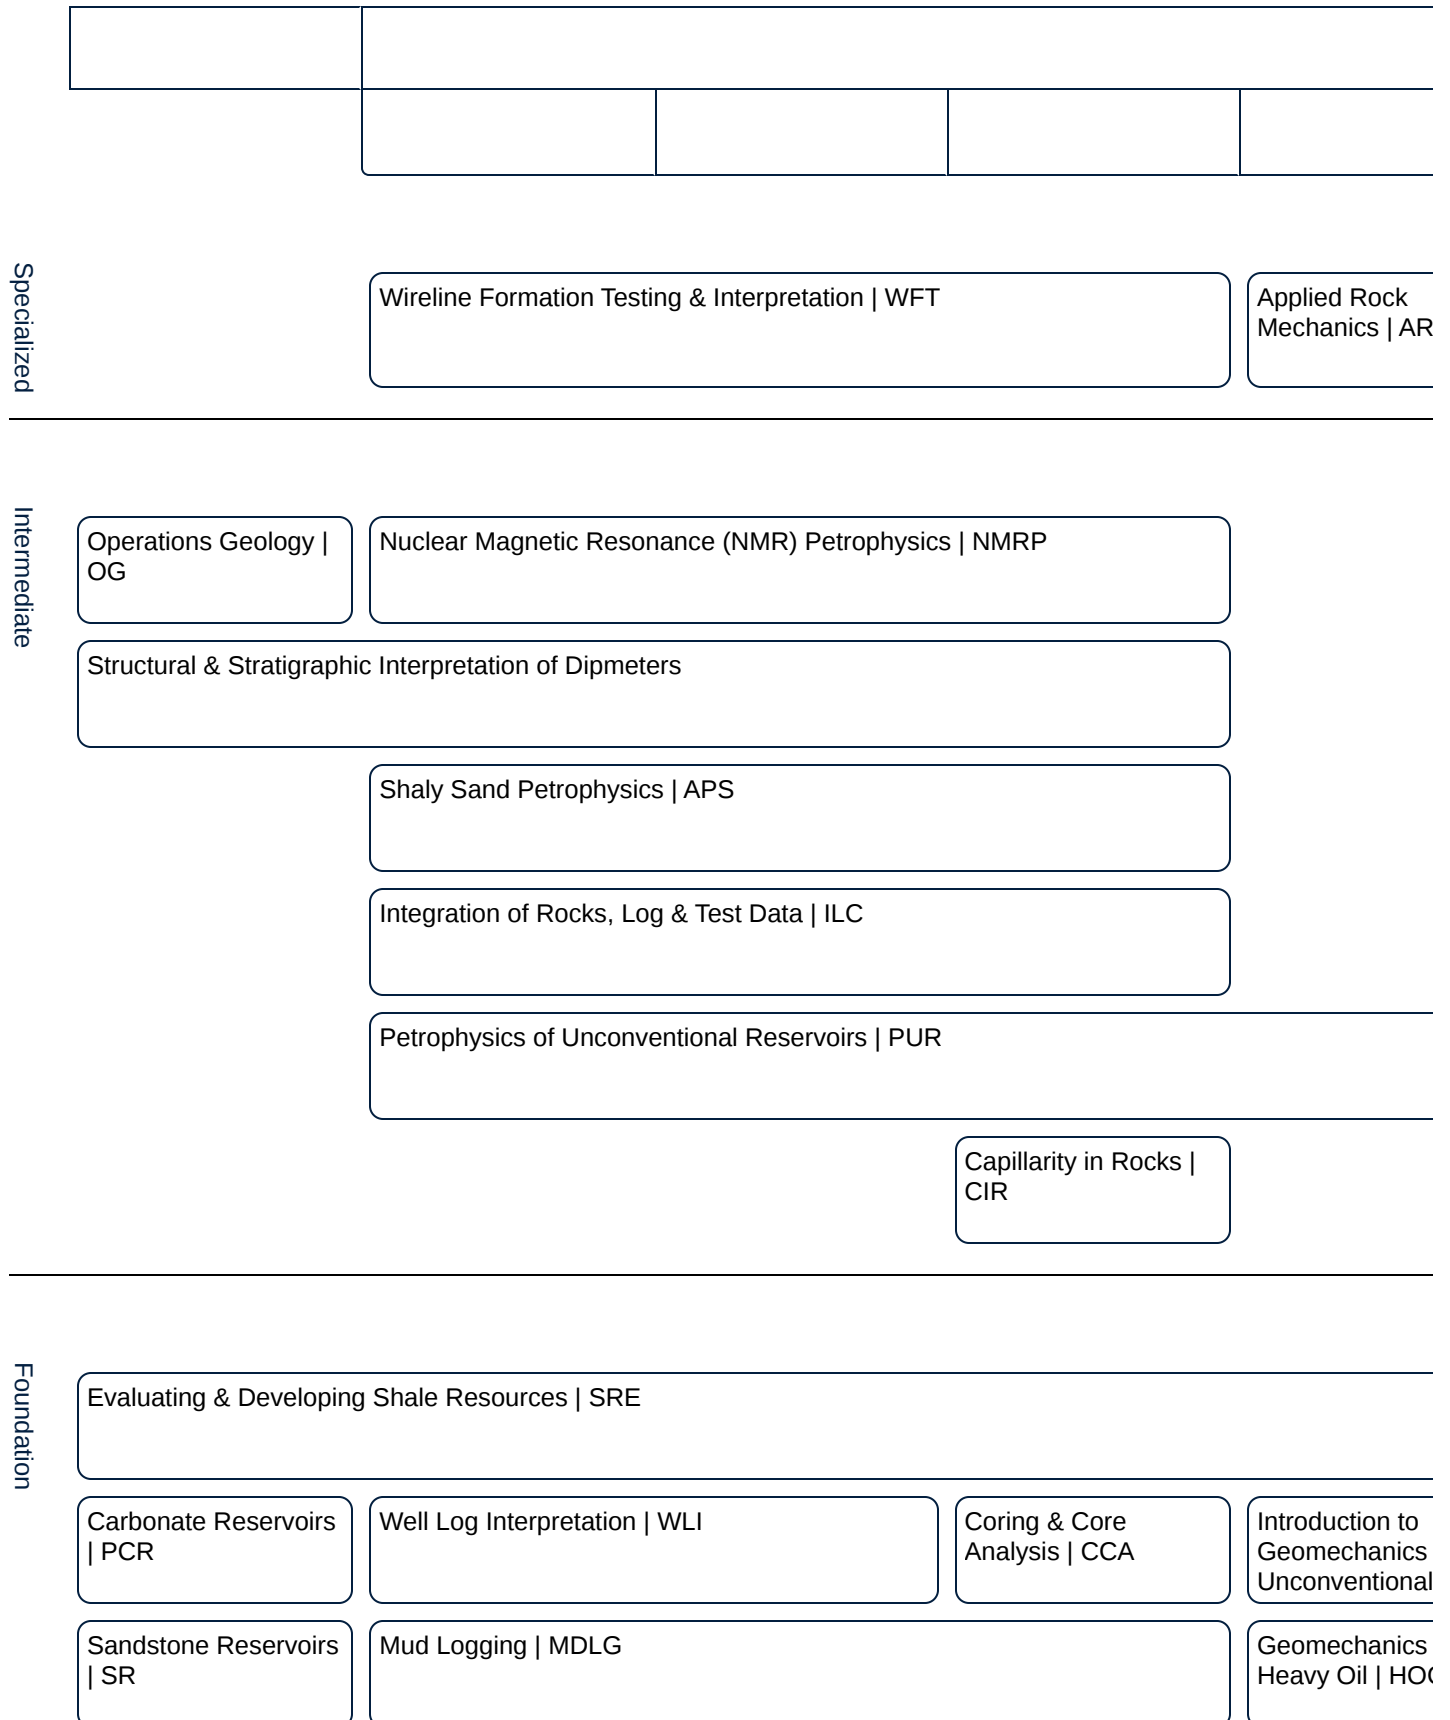 Specialized
Wireline Formation Testing & Interpretation | WFT
Applied Rock
Mechanics | AR
Intermediate
Operations Geology |
OG
Nuclear Magnetic Resonance (NMR) Petrophysics | NMRP
Structural & Stratigraphic Interpretation of Dipmeters
Shaly Sand Petrophysics | APS
Integration of Rocks, Log & Test Data | ILC
Petrophysics of Unconventional Reservoirs | PUR
Capillarity in Rocks |
CIR
Foundation
Evaluating & Developing Shale Resources | SRE
Carbonate Reservoirs
| PCR
Well Log Interpretation | WLI
Coring & Core
Analysis | CCA
Introduction to
Geomechanics
Unconventional
Sandstone Reservoirs
| SR
Mud Logging | MDLG
Geomechanics
Heavy Oil | HO